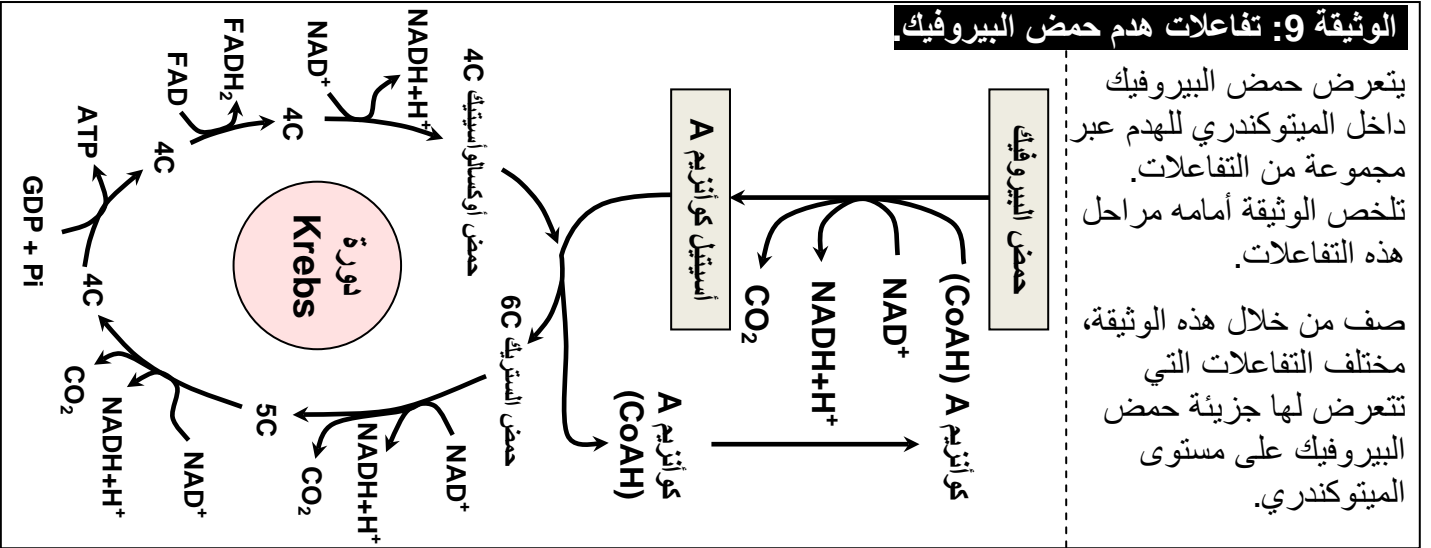 الوثيقة 9: تفاعلات هدم حمض البيروفيك.
يتعرض حمض البيروفيك
داخل الميتوكندري للهدم عبر
مجموعة من التفاعلات.
تلخص الوثيقة أمامه مراحل
هذه التفاعلات.
صف من خلال هذه الوثيقة،
مختلف التفاعلات التي
تتعرض لها جزيئة حمض
البيروفيك على مستوى
الميتوكندري.
حمض البيروفيك
كوأنزيم A (CoAH)
NAD⁺
NADH+H⁺
CO₂
أسيتيل كوأنزيم A
كوأنزيم A
(CoAH)
حمض أوكسالوأسيتيك 4C
حمض الستريك 6C
NAD⁺
NADH+H⁺
CO₂
5C
NAD⁺
NADH+H⁺
CO₂
4C
GDP + Pi
ATP
4C
FAD
FADH₂
4C
NAD⁺
NADH+H⁺
دورة
Krebs